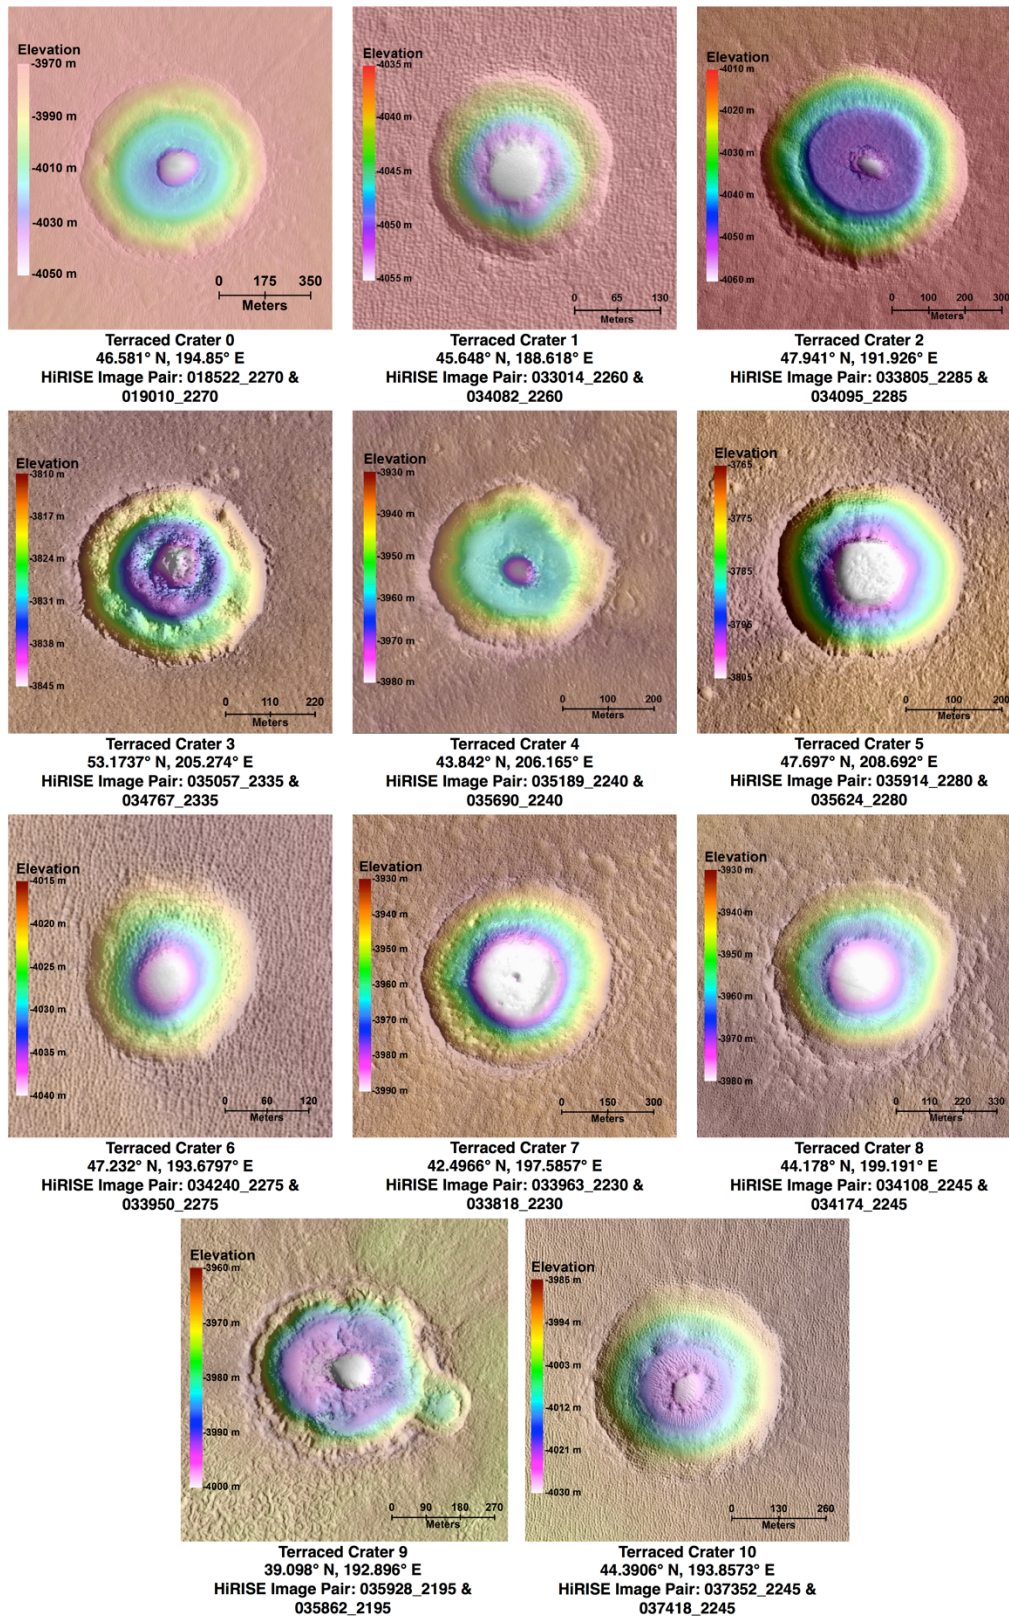 Elevation
-3970 m
-3990 m
-4010 m
-4030 m
-4050 m
0 175 350
Meters
Terraced Crater 0
46.581° N, 194.85° E
HiRISE Image Pair: 018522_2270 &
019010_2270
Elevation
-4035 m
-4040 m
-4045 m
-4050 m
-4055 m
0 65 130
Meters
Terraced Crater 1
45.648° N, 188.618° E
HiRISE Image Pair: 033014_2260 &
034082_2260
Elevation
-4010 m
-4020 m
-4030 m
-4040 m
-4050 m
-4060 m
0 100 200 300
Meters
Terraced Crater 2
47.941° N, 191.926° E
HiRISE Image Pair: 033805_2285 &
034095_2285
Elevation
-3810 m
-3817 m
-3824 m
-3831 m
-3838 m
-3845 m
0 110 220
Meters
Terraced Crater 3
53.1737° N, 205.274° E
HiRISE Image Pair: 035057_2335 &
034767_2335
Elevation
-3930 m
-3940 m
-3950 m
-3960 m
-3970 m
-3980 m
0 100 200
Meters
Terraced Crater 4
43.842° N, 206.165° E
HiRISE Image Pair: 035189_2240 &
035690_2240
Elevation
-3765 m
-3775 m
-3785 m
-3795 m
-3805 m
0 100 200
Meters
Terraced Crater 5
47.697° N, 208.692° E
HiRISE Image Pair: 035914_2280 &
035624_2280
Elevation
-4015 m
-4020 m
-4025 m
-4030 m
-4035 m
-4040 m
0 60 120
Meters
Terraced Crater 6
47.232° N, 193.6797° E
HiRISE Image Pair: 034240_2275 &
033950_2275
Elevation
-3930 m
-3940 m
-3950 m
-3960 m
-3970 m
-3980 m
-3990 m
0 150 300
Meters
Terraced Crater 7
42.4966° N, 197.5857° E
HiRISE Image Pair: 033963_2230 &
033818_2230
Elevation
-3930 m
-3940 m
-3950 m
-3960 m
-3970 m
-3980 m
0 110 220 330
Meters
Terraced Crater 8
44.178° N, 199.191° E
HiRISE Image Pair: 034108_2245 &
034174_2245
Elevation
-3960 m
-3970 m
-3980 m
-3990 m
-4000 m
0 90 180 270
Meters
Terraced Crater 9
39.098° N, 192.896° E
HiRISE Image Pair: 035928_2195 &
035862_2195
Elevation
-3985 m
-3994 m
-4003 m
-4012 m
-4021 m
-4030 m
0 130 260
Meters
Terraced Crater 10
44.3906° N, 193.8573° E
HiRISE Image Pair: 037352_2245 &
037418_2245